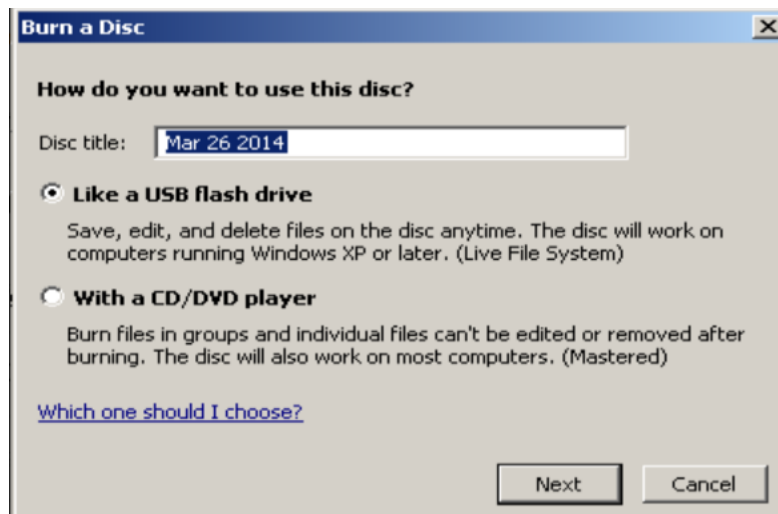 Burn a Disc
How do you want to use this disc?
Disc title: Mar 26 2014
Like a USB flash drive
Save, edit, and delete files on the disc anytime. The disc will work on
computers running Windows XP or later. (Live File System)
With a CD/DVD player
Burn files in groups and individual files can't be edited or removed after
burning. The disc will also work on most computers. (Mastered)
Which one should I choose?
Next Cancel